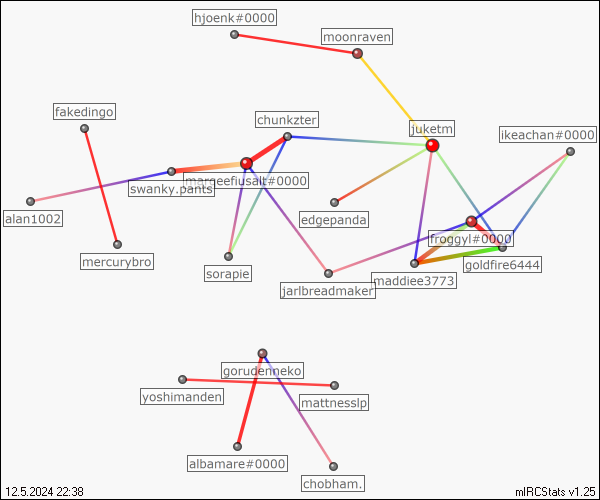 hjoenk#0000
moonraven
fakedingo
chunkzter
juketm
ikeachan#0000
marqeefiusalt#0000
swanky.pants
alan1002
edgepanda
froggyl#0000
mercurybro
sorapie
goldfire6444
maddiee3773
jarlbreadmaker
gorudenneko
yoshimanden
mattnesslp
albamare#0000
chobham.
12.5.2024 22:38
mIRCStats v1.25